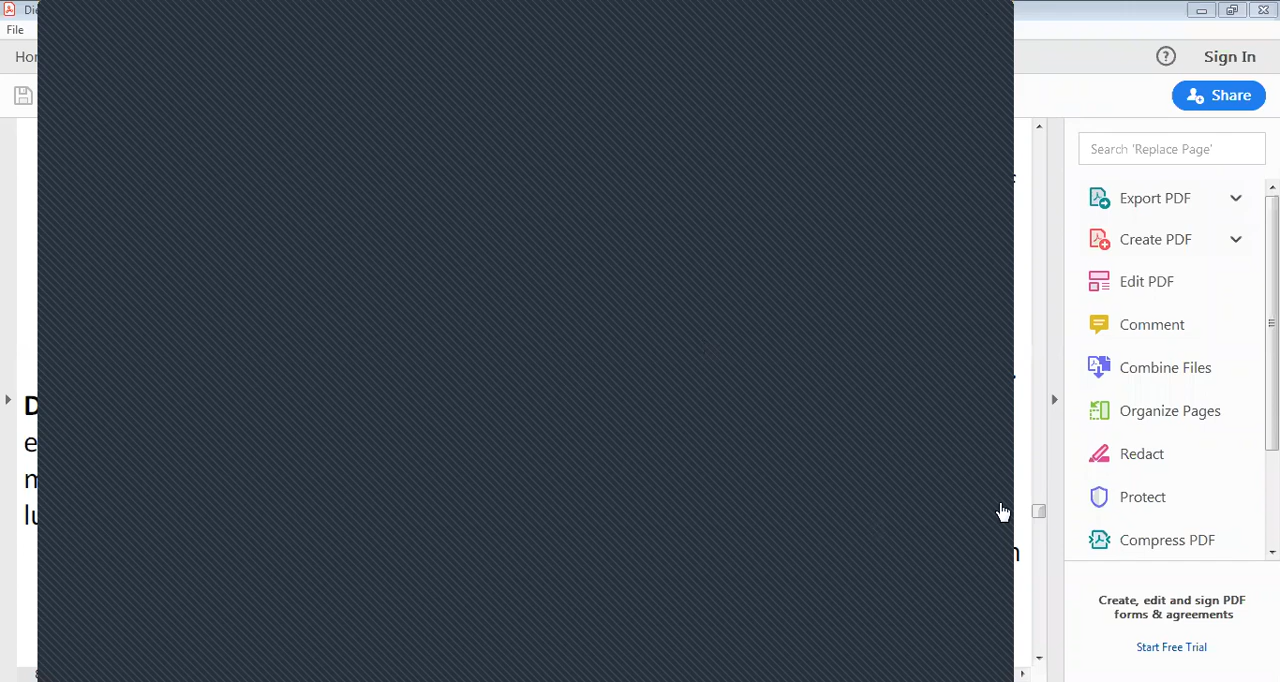 File
Sign In
Share
Search 'Replace Page'
Export PDF
Create PDF
Edit PDF
Comment
Combine Files
Organize Pages
Redact
Protect
Compress PDF
Create, edit and sign PDF
forms & agreements
Start Free Trial